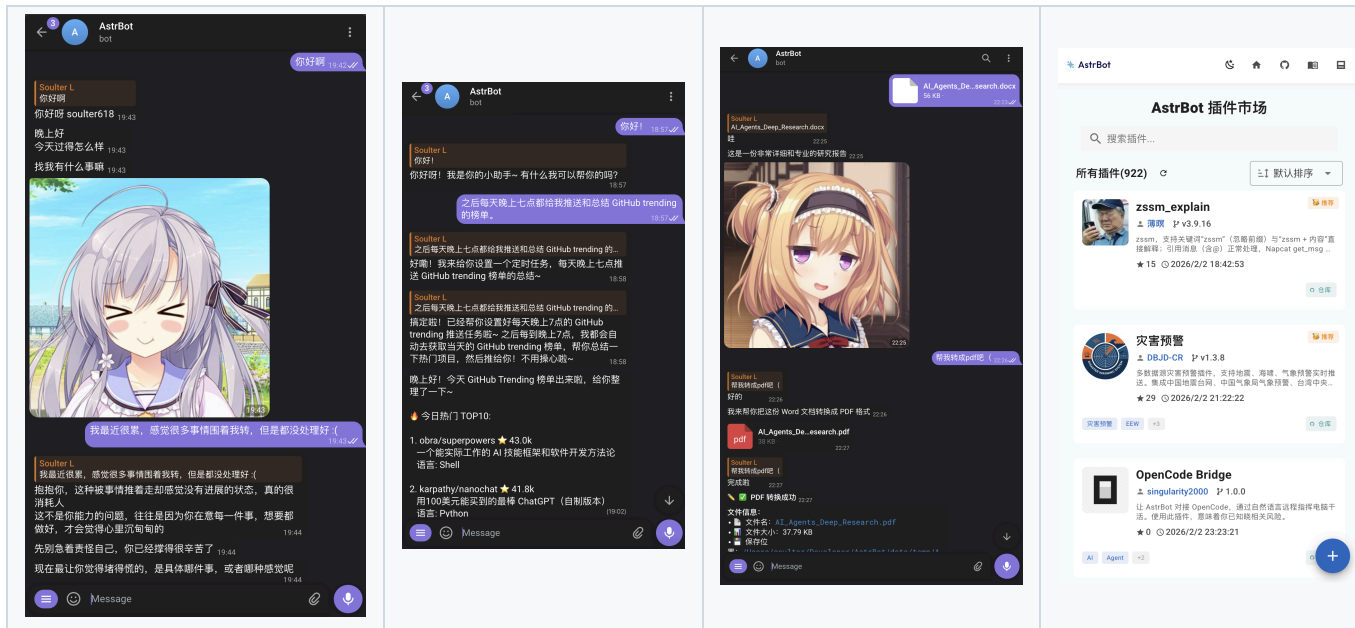 3
A
AstrBot
bot
你好啊 19:42
Soulter L
你好啊
你好呀 soulter618 19:43
晚上好
今天过得怎么样 19:43
找我有什么事嘛 19:43
19:43
我最近很累，感觉很多事情围着我转，但是都没处理好 :(
19:43
Soulter L
我最近很累，感觉很多事情围着我转，但是都没处理好 :(
抱抱你，这种被事情推着走却感觉没有进展的状态，真的很
消耗人
这不是你能力的问题，往往是因为你在意每一件事，想要都
做好，才会觉得心里沉甸甸的 19:44
先别急着责怪自己，你已经撑得很辛苦了 19:44
现在最让你觉得堵得慌的，是具体哪件事，或者哪种感觉呢
19:44
Message
3
A
AstrBot
bot
你好！ 18:57
Soulter L
你好！
你好呀！我是你的小助手~ 有什么我可以帮你的吗?
18:57
之后每天晚上七点都给我推送和总结 GitHub trending
的榜单。 18:57
Soulter L
之后每天晚上七点都给我推送和总结 GitHub trending 的…
好嘞！我来给你设置一个定时任务，每天晚上七点推
送 GitHub trending 榜单的总结~ 18:58
Soulter L
之后每天晚上七点都给我推送和总结 GitHub trending 的…
搞定啦！已经帮你设置好每天晚上7点的 GitHub
trending 推送任务啦~ 之后每到晚上7点，我都会自
动去获取当天的 GitHub trending 榜单，帮你总结一
下热门项目，然后推给你！不用操心啦~ 18:58
晚上好！今天 GitHub Trending 榜单出来啦，给你整
理了一下~
🔥 今日热门 TOP10:
1. obra/superpowers ⭐ 43.0k
一个能实际工作的 AI 技能框架和软件开发方法论
语言: Shell
2. karpathy/nanochat ⭐ 41.8k
用100美元能买到的最棒 ChatGPT（自制版本）
语言: Python (19:02)
Message
A
AstrBot
bot
AI_Agents_De...search.docx
56 KB 22:23
Soulter L
AI_Agents_Deep_Research.docx
哇 22:25
这是一份非常详细和专业的研究报告 22:25
22:25
帮我转成pdf吧（ 22:26
Soulter L
帮我转成pdf吧（
好的 22:26
我来帮你把这份 Word 文档转换成 PDF 格式 22:26
pdf
AI_Agents_De...esearch.pdf
38 KB
22:27
Soulter L
帮我转成pdf吧（
完成啦 22:27
✏️ ✅ PDF 转换成功 22:27
文件信息：
• 📄 文件名: AI_Agents_Deep_Research.pdf
• 📊 文件大小: 37.79 KB
• 💾 保存位
Message
AstrBot
AstrBot 插件市场
搜索插件...
所有插件(922)
默认排序
zssm_explain
推荐
薄暝 v3.9.16
zssm，支持关键词"zssm"（忽略前缀）与"zssm + 内容"直
接解释；引用消息（含@）正常处理，Napcat get_msg ...
★ 15 2026/2/2 18:42:53
仓库
灾害预警
推荐
DBJD-CR v1.3.8
多数据源灾害预警插件，支持地震、海啸、气象预警实时推
送。集成中国地震台网、中国气象局气象预警、台湾中央...
★ 29 2026/2/2 21:22:22
灾害预警 EEW +3
仓库
OpenCode Bridge
singularity2000 1.0.0
让 AstrBot 对接 OpenCode，通过自然语言远程指挥电脑干
活。使用此插件，意味着你已知晓相关风险。
★ 0 2026/2/2 23:23:21
AI Agent +2